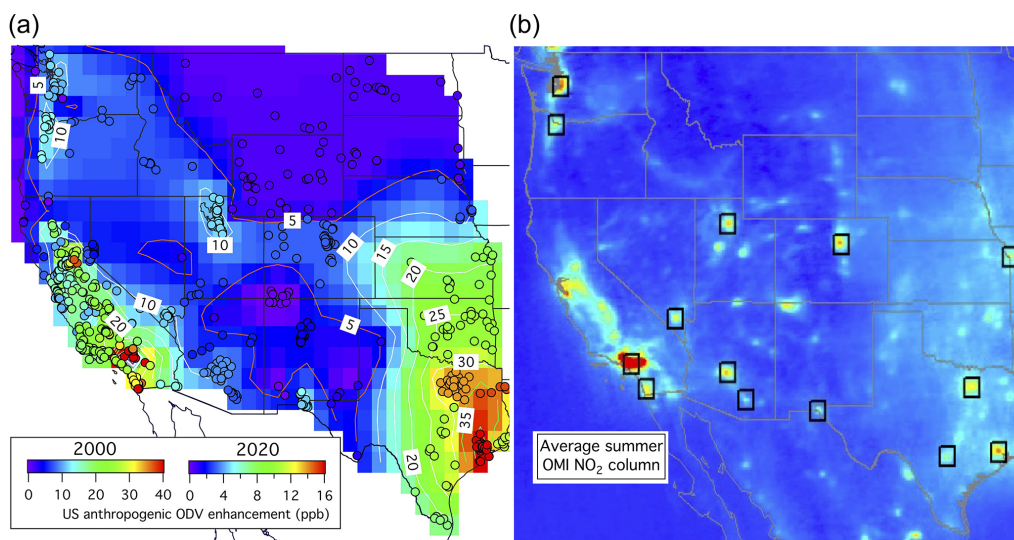 (a)
(b)
5
10
10
5
10
15
20
25
10
20
5
30
35
20
2000
2020
0 10 20 30 40
0 4 8 12 16
US anthropogenic ODV enhancement (ppb)
Average summer
OMI NO₂ column